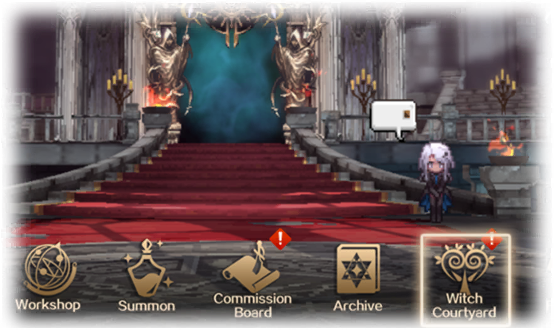 Workshop
Summon
Commission
Board
Archive
Witch
Courtyard